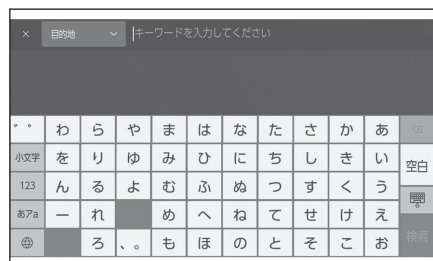 × 目的地 キーワードを入力してください
゛゜ わ ら や ま は な た さ か あ
小文字 を り ゆ み ひ に ち し き い 空白
123 ん る よ む ふ ぬ つ す く う
あアa ー れ め へ ね て せ け え
ろ 、。 も ほ の と そ こ お 検索